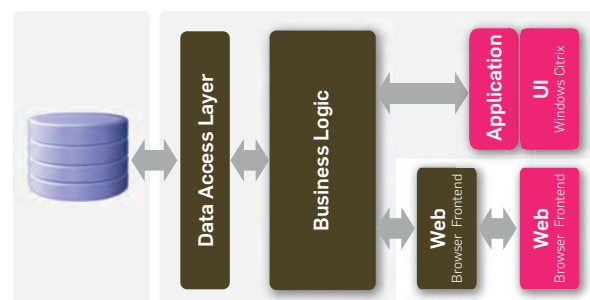 Data Access Layer
Business Logic
Application
UI
Windows Citrix
Web
Browser Frontend
Web
Browser Frontend